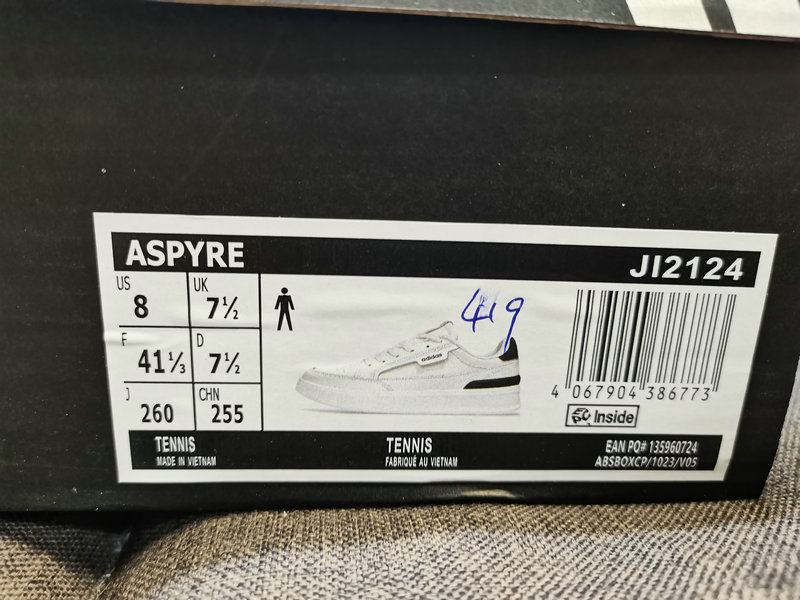 ASPYRE JI2124
US 8 UK 7½
F 41⅓ D 7½
J 260 CHN 255
adidas
419
4 067904 386773
Inside
TENNIS TENNIS EAN PO# 135960724
MADE IN VIETNAM FABRIQUÉ AU VIETNAM ABSBOXCP/1023/V05